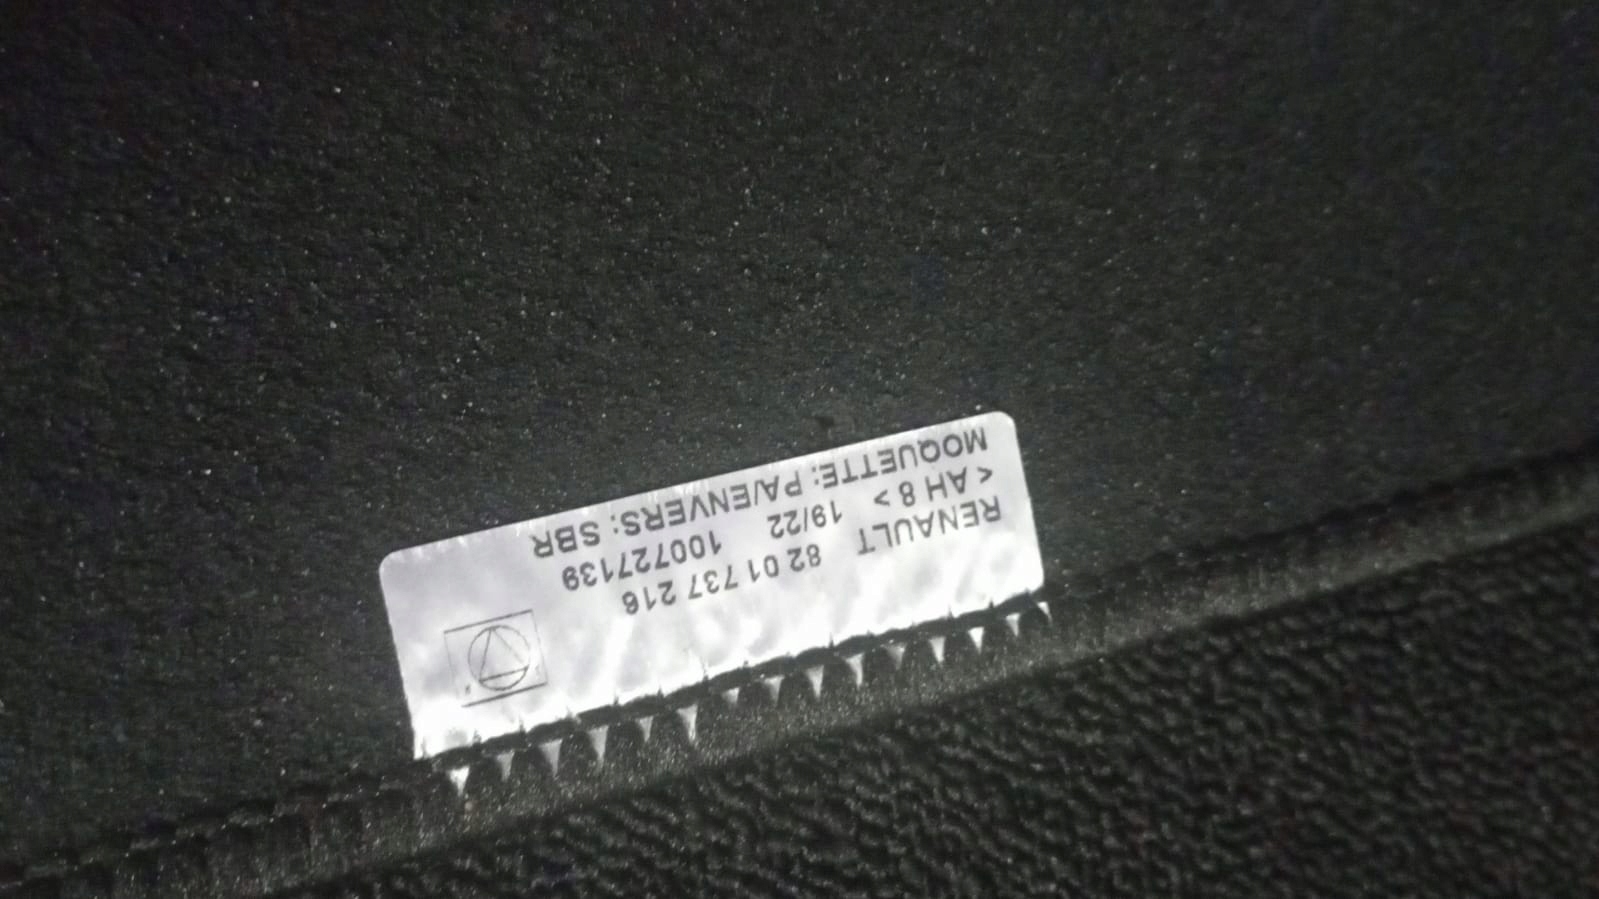 RENAULT 82 01 737 216
< AH 8 > 19/22 100727139
MOQUETTE: PA/ENVERS: SBR